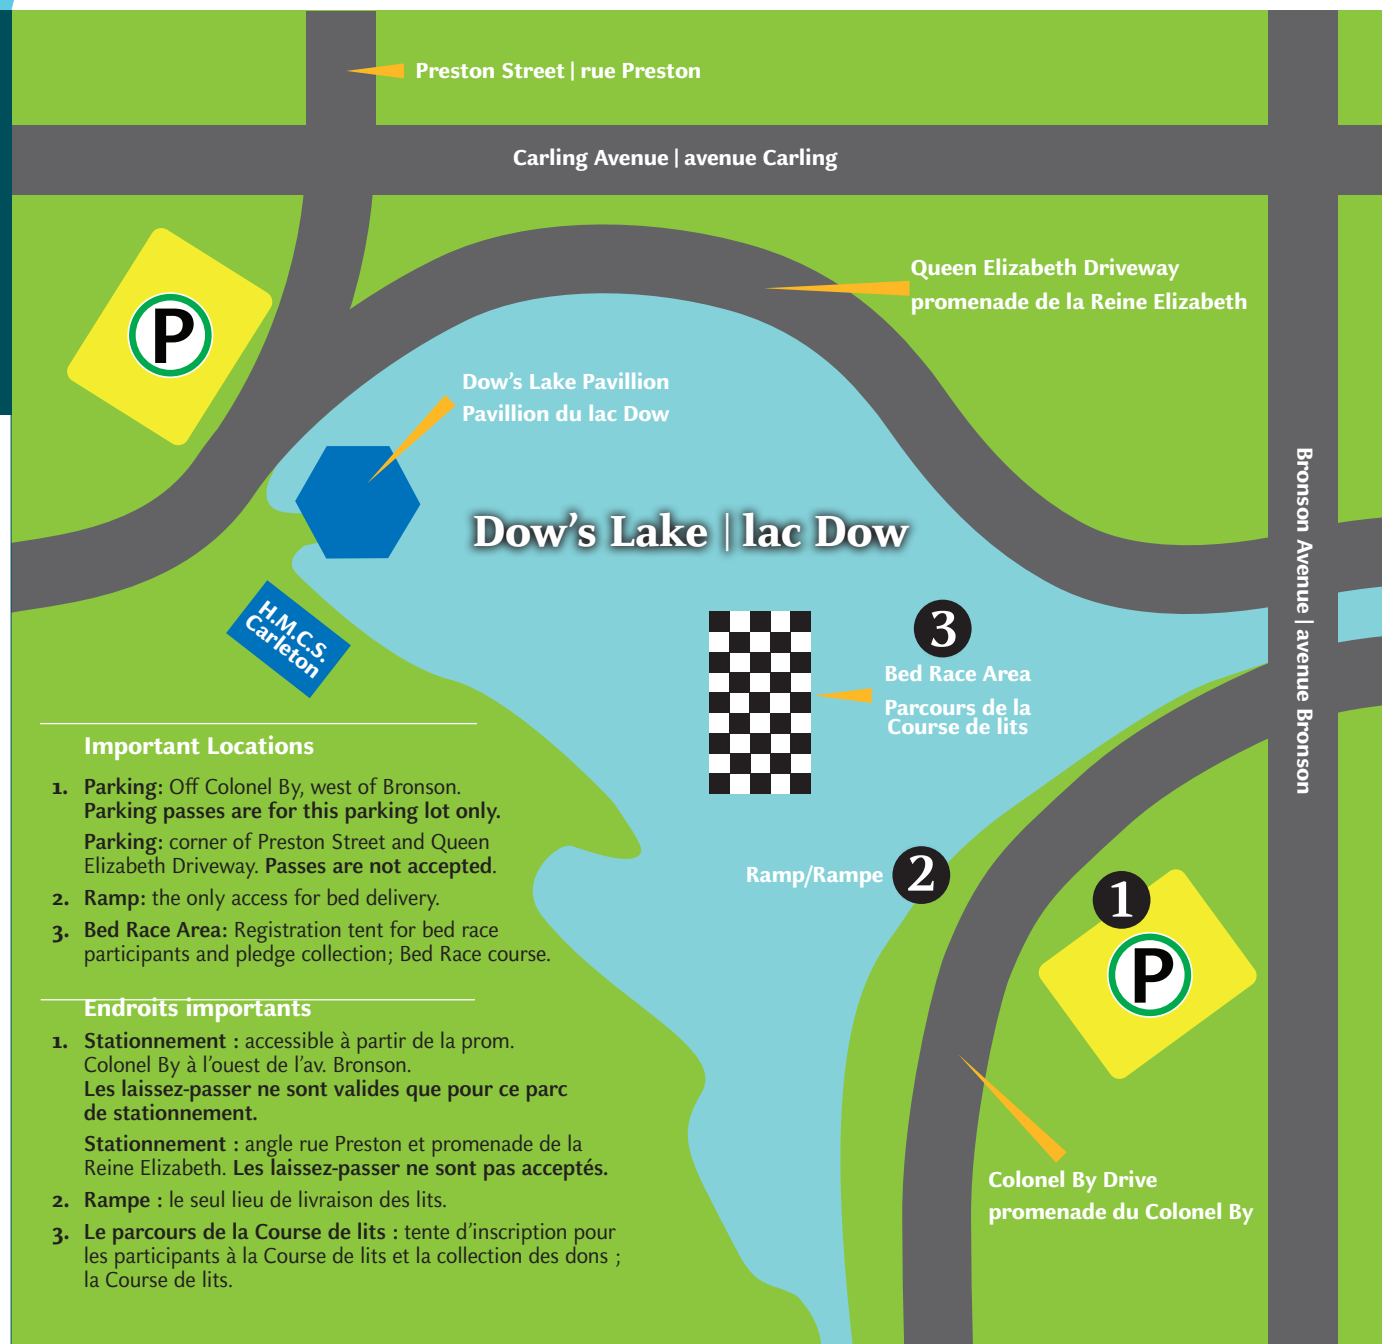 Preston Street | rue Preston
Carling Avenue | avenue Carling
Queen Elizabeth Driveway
promenade de la Reine Elizabeth
P
Dow's Lake Pavillion
Pavillion du lac Dow
Dow's Lake | lac Dow
Bronson Avenue | avenue Bronson
H.M.C.S.
Carleton
3
Bed Race Area
Parcours de la
Course de lits
Ramp/Rampe 2
1
P
Colonel By Drive
promenade du Colonel By
Important Locations
1. Parking: Off Colonel By, west of Bronson.
Parking passes are for this parking lot only.
Parking: corner of Preston Street and Queen
Elizabeth Driveway. Passes are not accepted.
2. Ramp: the only access for bed delivery.
3. Bed Race Area: Registration tent for bed race
participants and pledge collection; Bed Race course.
Endroits importants
1. Stationnement : accessible à partir de la prom.
Colonel By à l'ouest de l'av. Bronson.
Les laissez-passer ne sont valides que pour ce parc
de stationnement.
Stationnement : angle rue Preston et promenade de la
Reine Elizabeth. Les laissez-passer ne sont pas acceptés.
2. Rampe : le seul lieu de livraison des lits.
3. Le parcours de la Course de lits : tente d'inscription pour
les participants à la Course de lits et la collection des dons ;
la Course de lits.